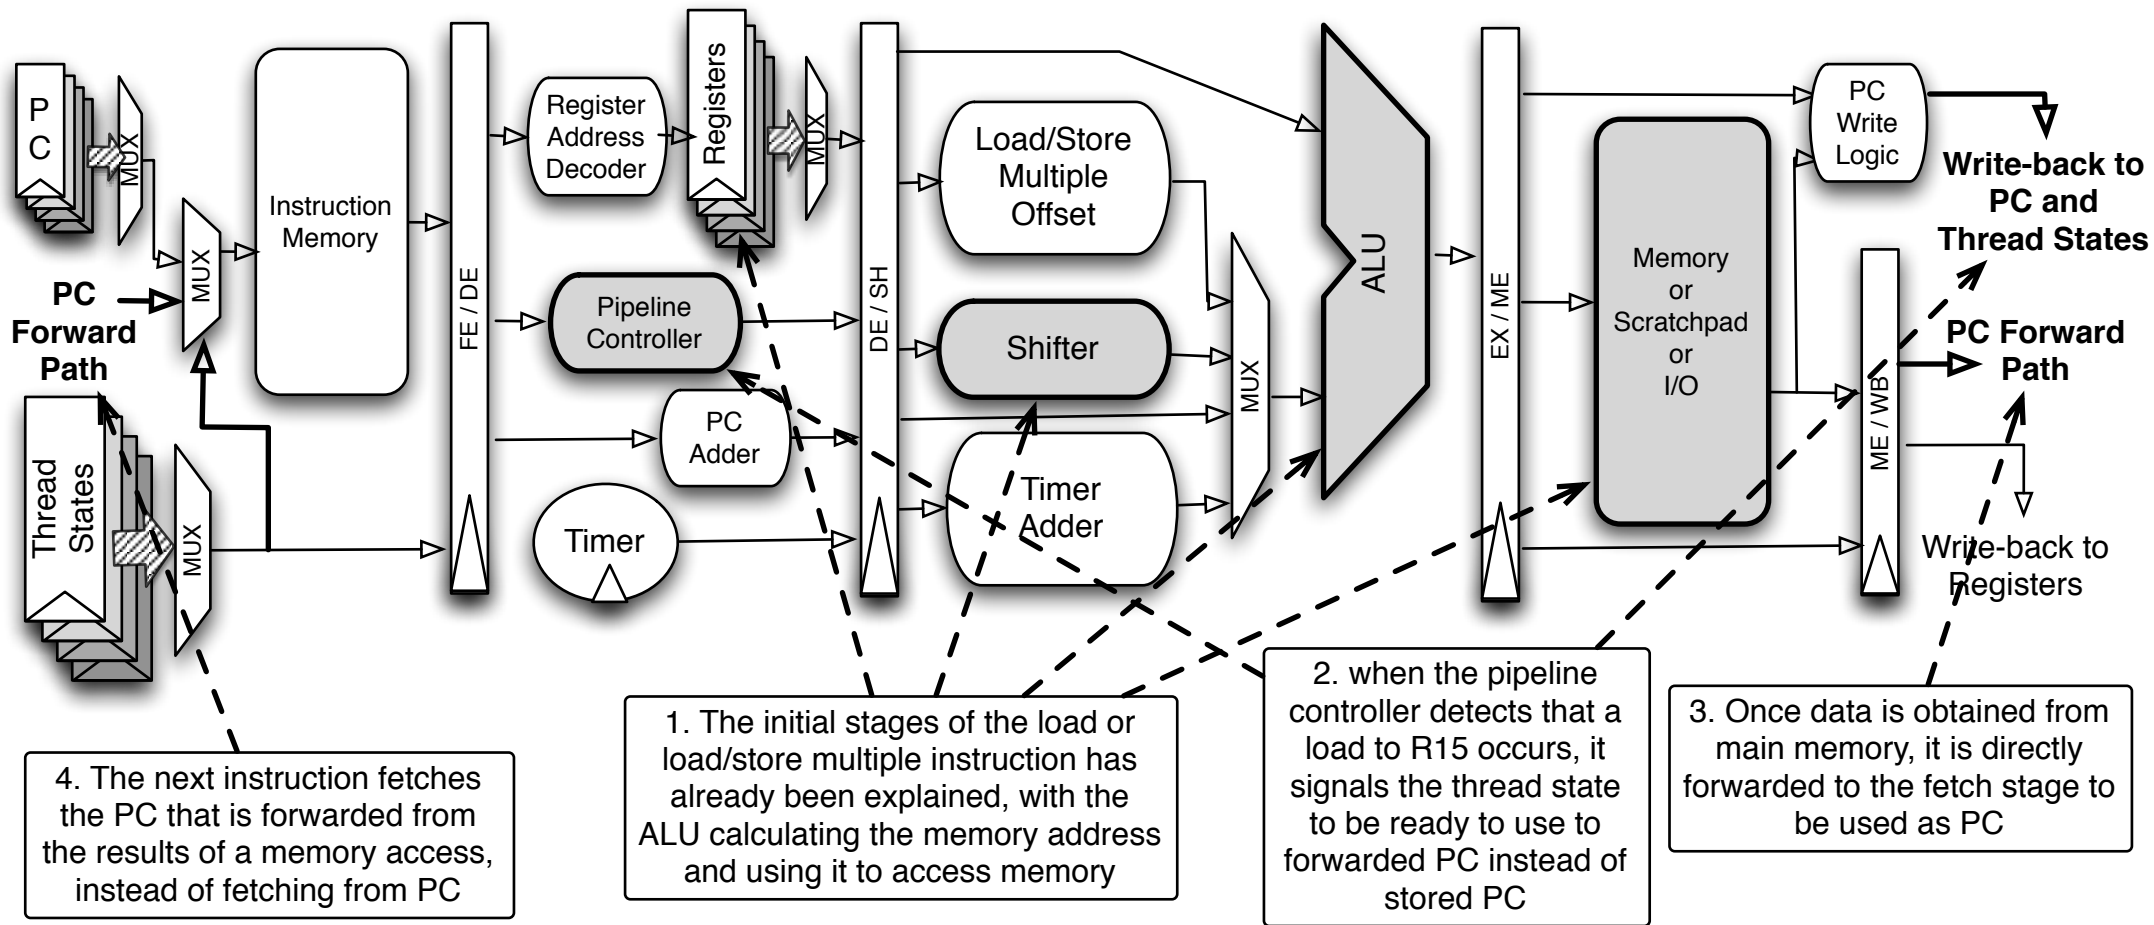 P
C
MUX
MUX
PC
Forward
Path
Thread
States
MUX
Instruction
Memory
FE / DE
Register
Address
Decoder
Registers
MUX
Pipeline
Controller
PC
Adder
Timer
DE / SH
Load/Store
Multiple
Offset
Shifter
Timer
Adder
MUX
ALU
EX / ME
Memory
or
Scratchpad
or
I/O
PC
Write
Logic
ME / WB
Write-back to
PC and
Thread States
PC Forward
Path
Write-back to
Registers
4. The next instruction fetches
the PC that is forwarded from
the results of a memory access,
instead of fetching from PC
1. The initial stages of the load or
load/store multiple instruction has
already been explained, with the
ALU calculating the memory address
and using it to access memory
2. when the pipeline
controller detects that a
load to R15 occurs, it
signals the thread state
to be ready to use to
forwarded PC instead of
stored PC
3. Once data is obtained from
main memory, it is directly
forwarded to the fetch stage to
be used as PC